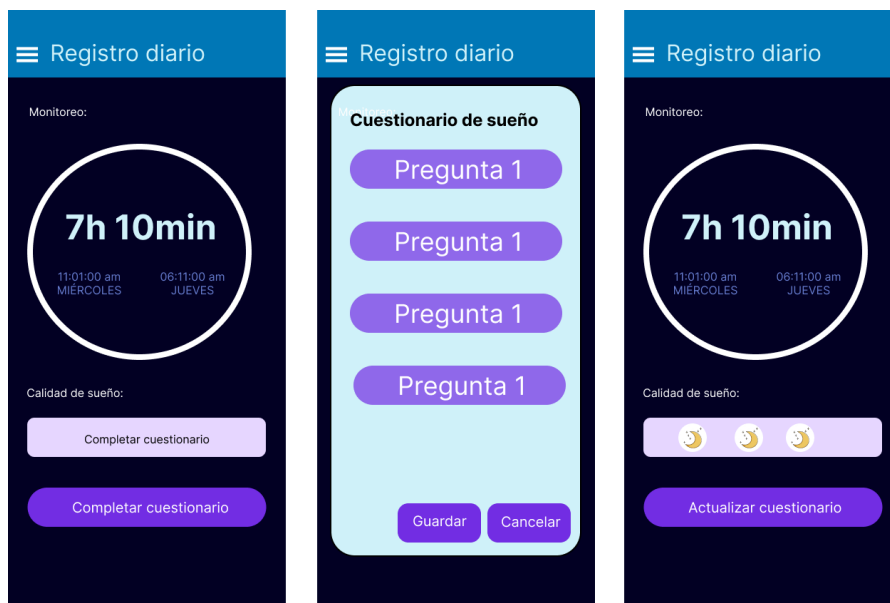 Registro diario
Monitoreo:
7h 10min
11:01:00 am 06:11:00 am
MIÉRCOLES JUEVES
Calidad de sueño:
Completar cuestionario
Completar cuestionario
Registro diario
Monitoreo:
Cuestionario de sueño
Pregunta 1
Pregunta 1
Pregunta 1
Pregunta 1
Guardar Cancelar
Registro diario
Monitoreo:
7h 10min
11:01:00 am 06:11:00 am
MIÉRCOLES JUEVES
Calidad de sueño:
Actualizar cuestionario